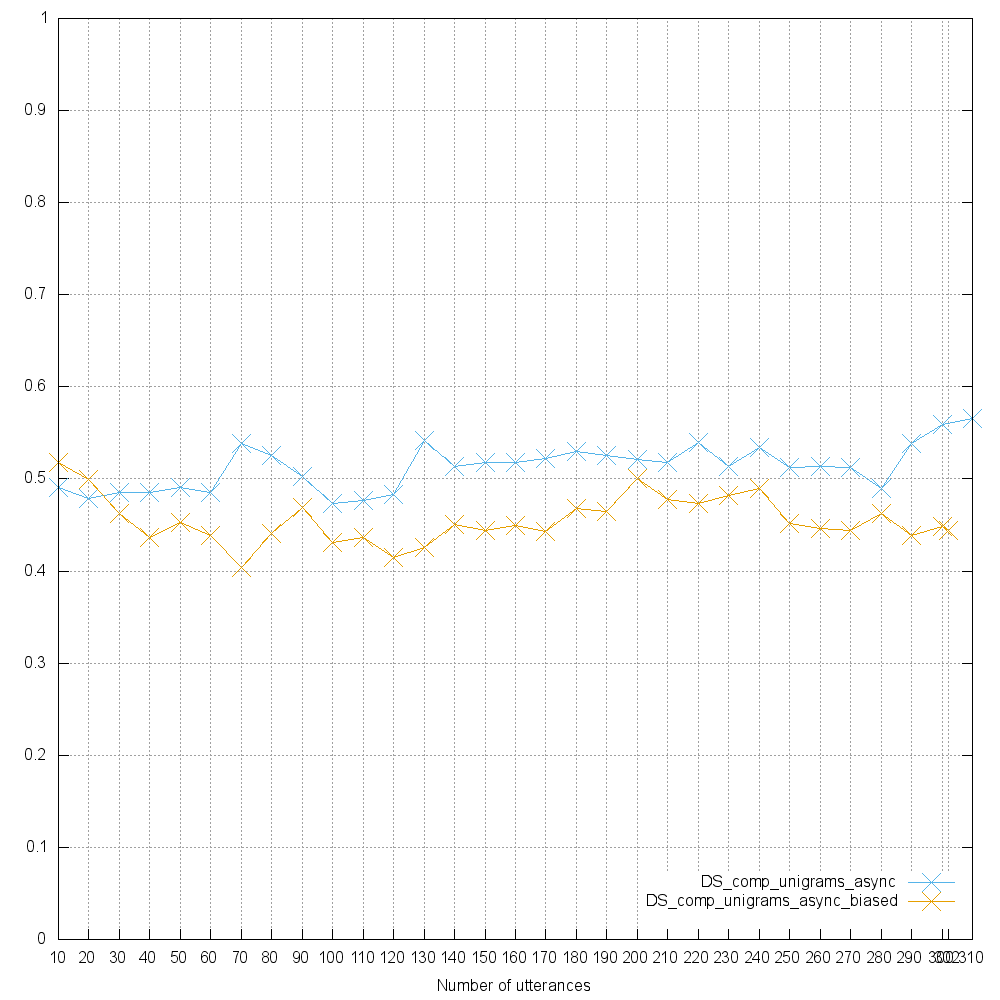 1
0.9
0.8
0.7
0.6
0.5
0.4
0.3
0.2
0.1
0
DS_comp_unigrams_async
DS_comp_unigrams_async_biased
10 20 30 40 50 60 70 80 90 100 110 120 130 140 150 160 170 180 190 200 210 220 230 240 250 260 270 280 290 300 302 310
Number of utterances